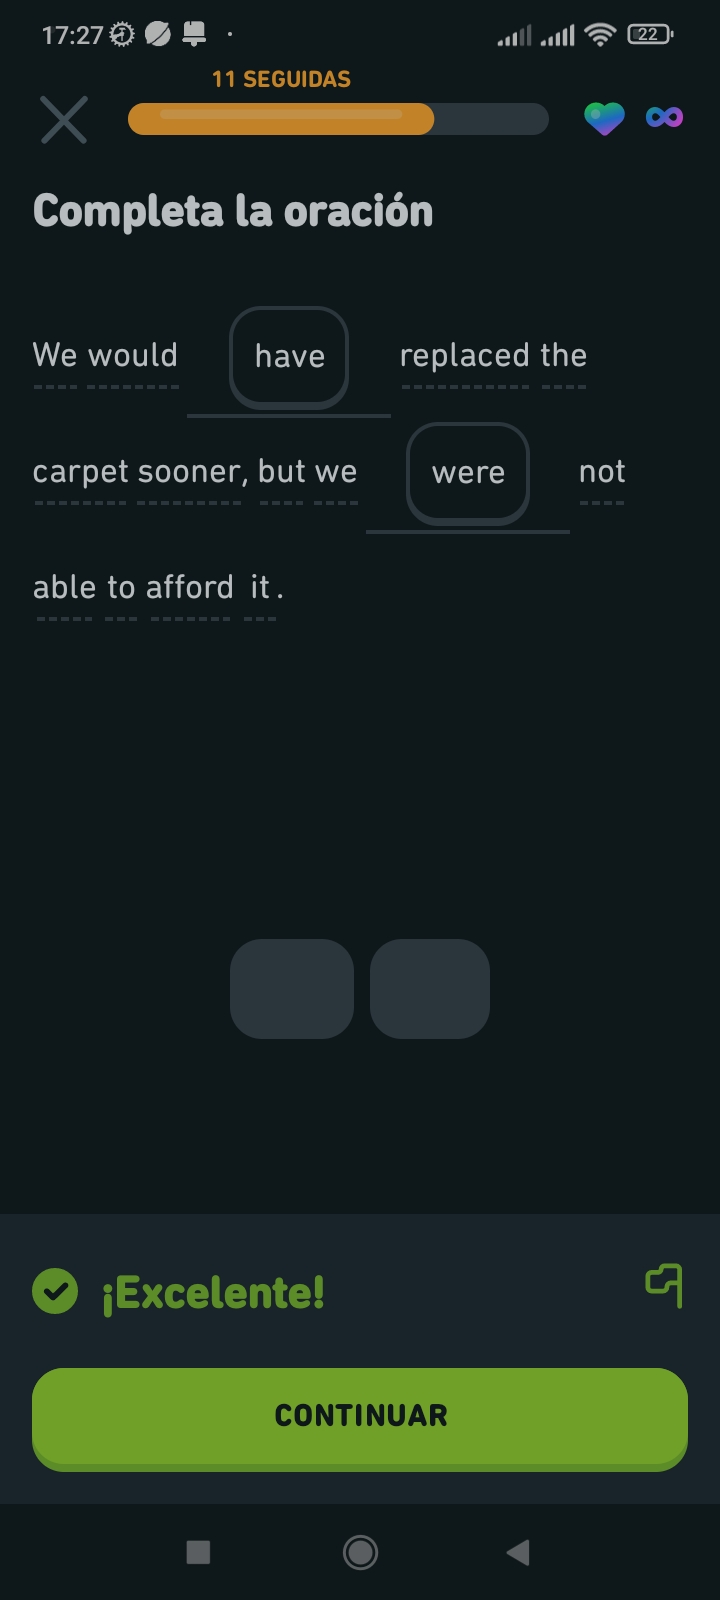 17:27
22
11 SEGUIDAS
Completa la oración
We would have replaced the
carpet sooner, but we were not
able to afford it.
¡Excelente!
CONTINUAR